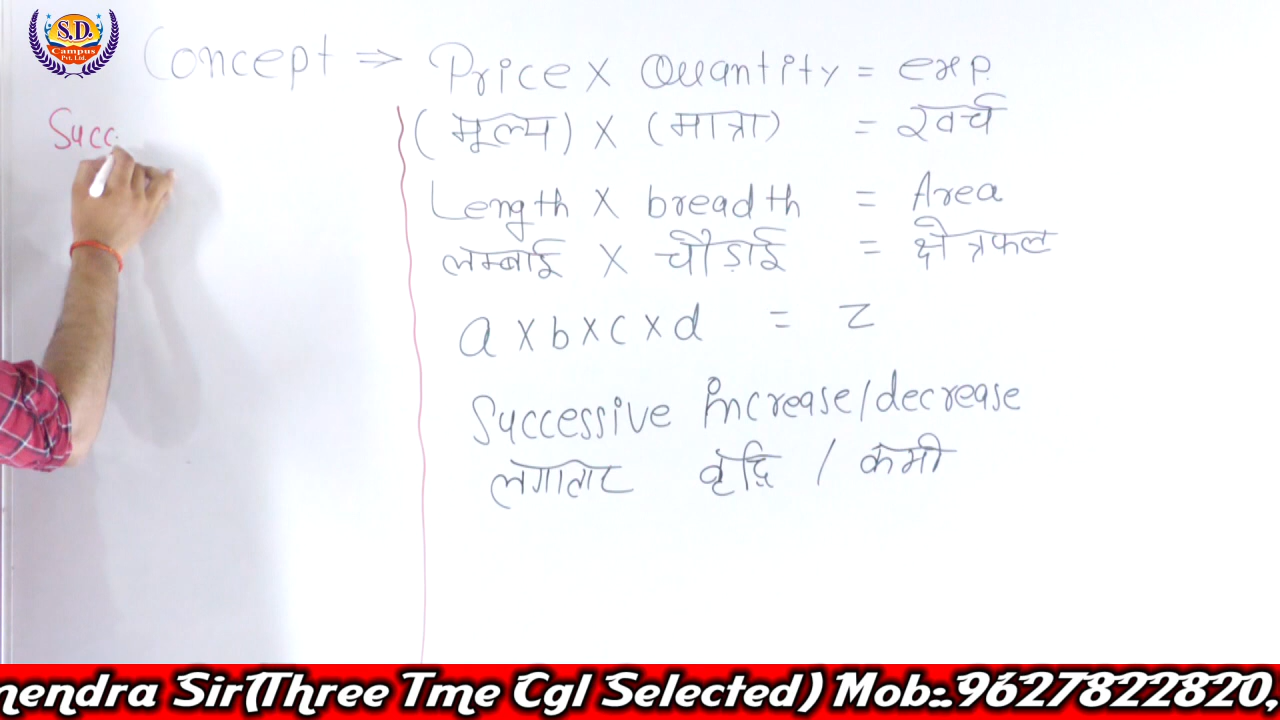 S.D.
Campus
Pvt. Ltd.
Concept ⇒ Price X Quantity = exp.
(मूल्य) X (मात्रा) = खर्च
Succ
Length X breadth = Area
लम्बाई X चौड़ाई = क्षेत्रफल
a X b X c X d = z
Successive increase/decrease
लगातार वृद्धि / कमी
nendra Sir(Three Tme Cgl Selected) Mob:.9627822820,